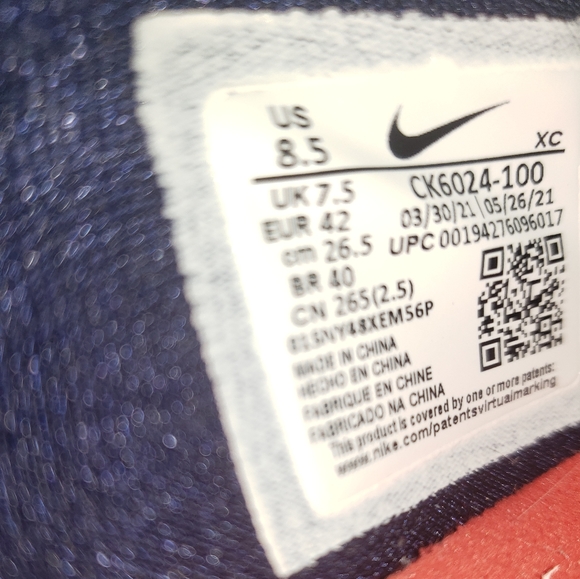 US
8.5
XC
UK 7.5
CK6024-100
EUR 42
03/30/21\05/26/21
cm 26.5
UPC 00194276096017
BR 40
CN 265(2.5)
MADE IN CHINA
HECHO EN CHINA
FABRIQUE EN CHINE
FABRICADO NA CHINA
This product is covered by one or more patents:
www.nike.com/patentsvirtualmarking